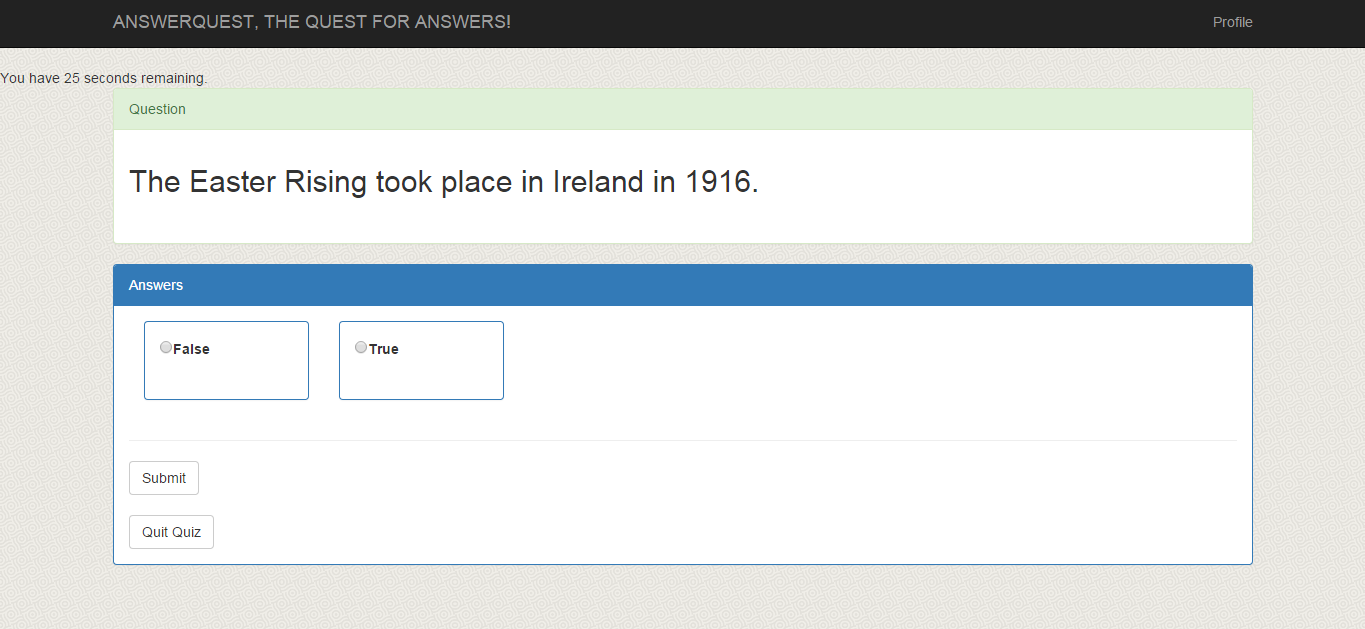 ANSWERQUEST, THE QUEST FOR ANSWERS!
Profile
You have 25 seconds remaining.
Question
The Easter Rising took place in Ireland in 1916.
Answers
False
True
Submit
Quit Quiz